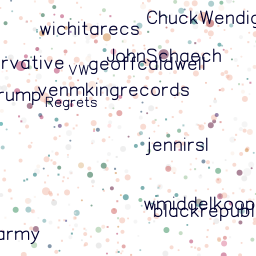 ChuckWendig
wichitarecs
JohnSchaech
rvative
VW
geoffcaldwell
venmkingrecords
rump
Regrets
jennirsl
wmiddelkoop
blackrepubl
army